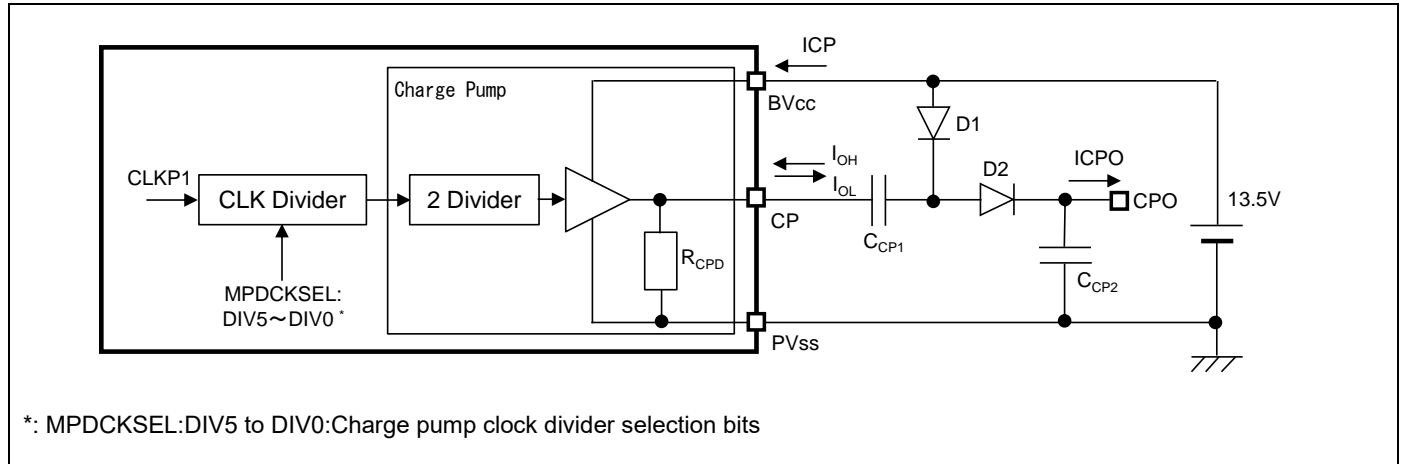 ICP
Charge Pump
BVcc
D1
CLKP1
CLK Divider
2 Divider
IOH
IOL
D2
ICPO
CP
CCP1
CPO
13.5V
RCPD
CCP2
MPDCKSEL:
DIV5～DIV0 *
PVss
*: MPDCKSEL:DIV5 to DIV0:Charge pump clock divider selection bits